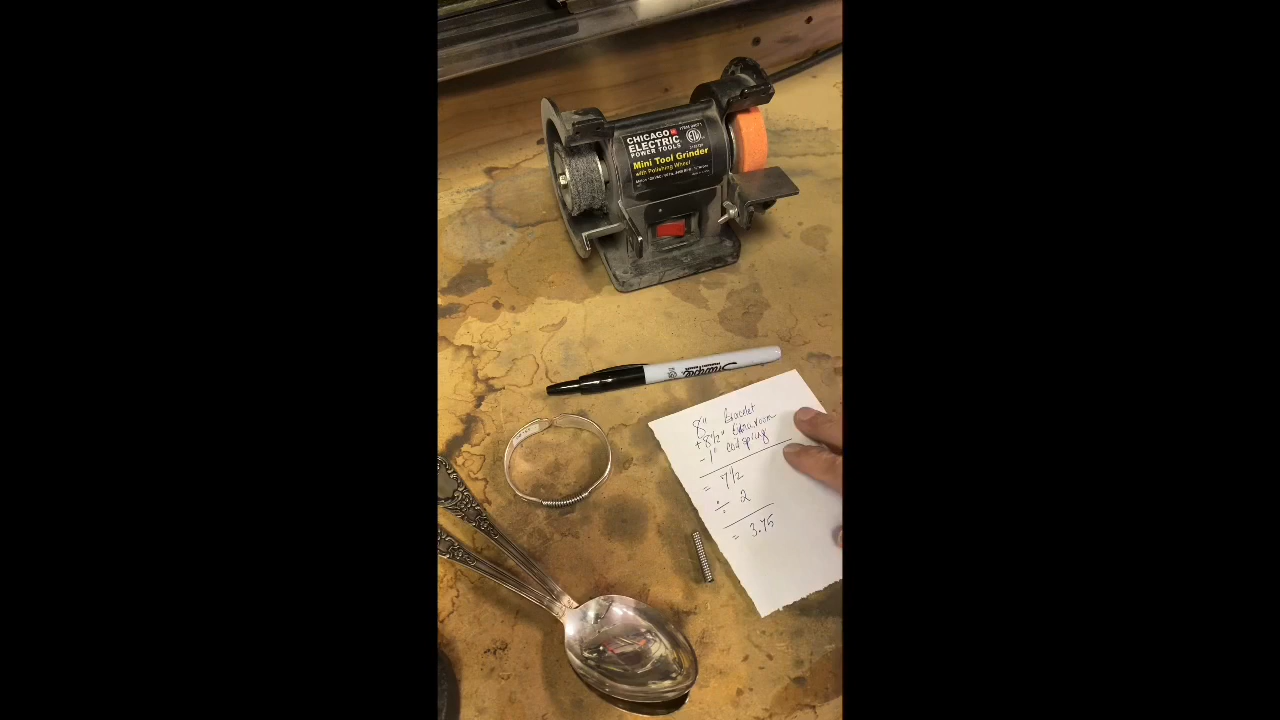 CHICAGO
ELECTRIC
POWER TOOLS
Mini Tool Grinder
with Polishing Wheel
Sharpie
8" Bracelet
+8½"
-1" coil spring
= 7½
÷ 2
= 3.75